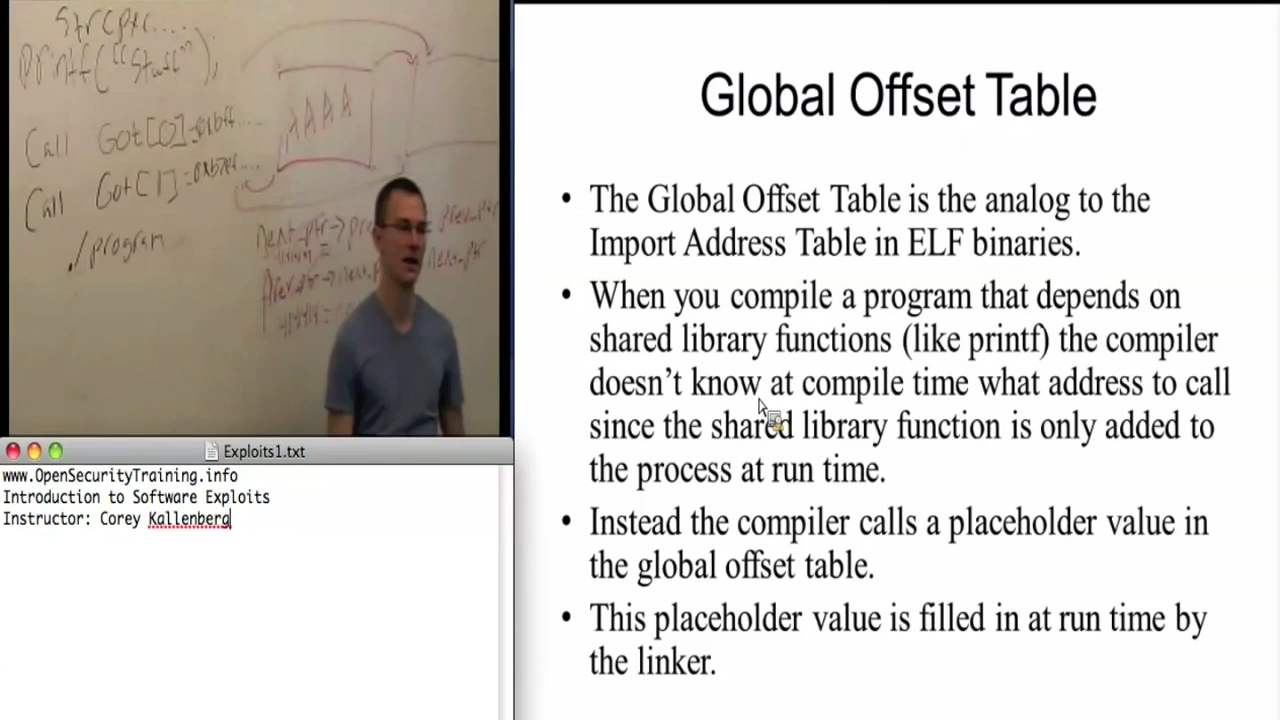 Strcpy.....
Printf("Stuff");
Call Got[0]
Call Got[1]
./program
AAAA
Global Offset Table
• The Global Offset Table is the analog to the
Import Address Table in ELF binaries.
• When you compile a program that depends on
shared library functions (like printf) the compiler
doesn't know at compile time what address to call
since the shared library function is only added to
the process at run time.
• Instead the compiler calls a placeholder value in
the global offset table.
• This placeholder value is filled in at run time by
the linker.
Exploits1.txt
www.OpenSecurityTraining.info
Introduction to Software Exploits
Instructor: Corey Kallenberg